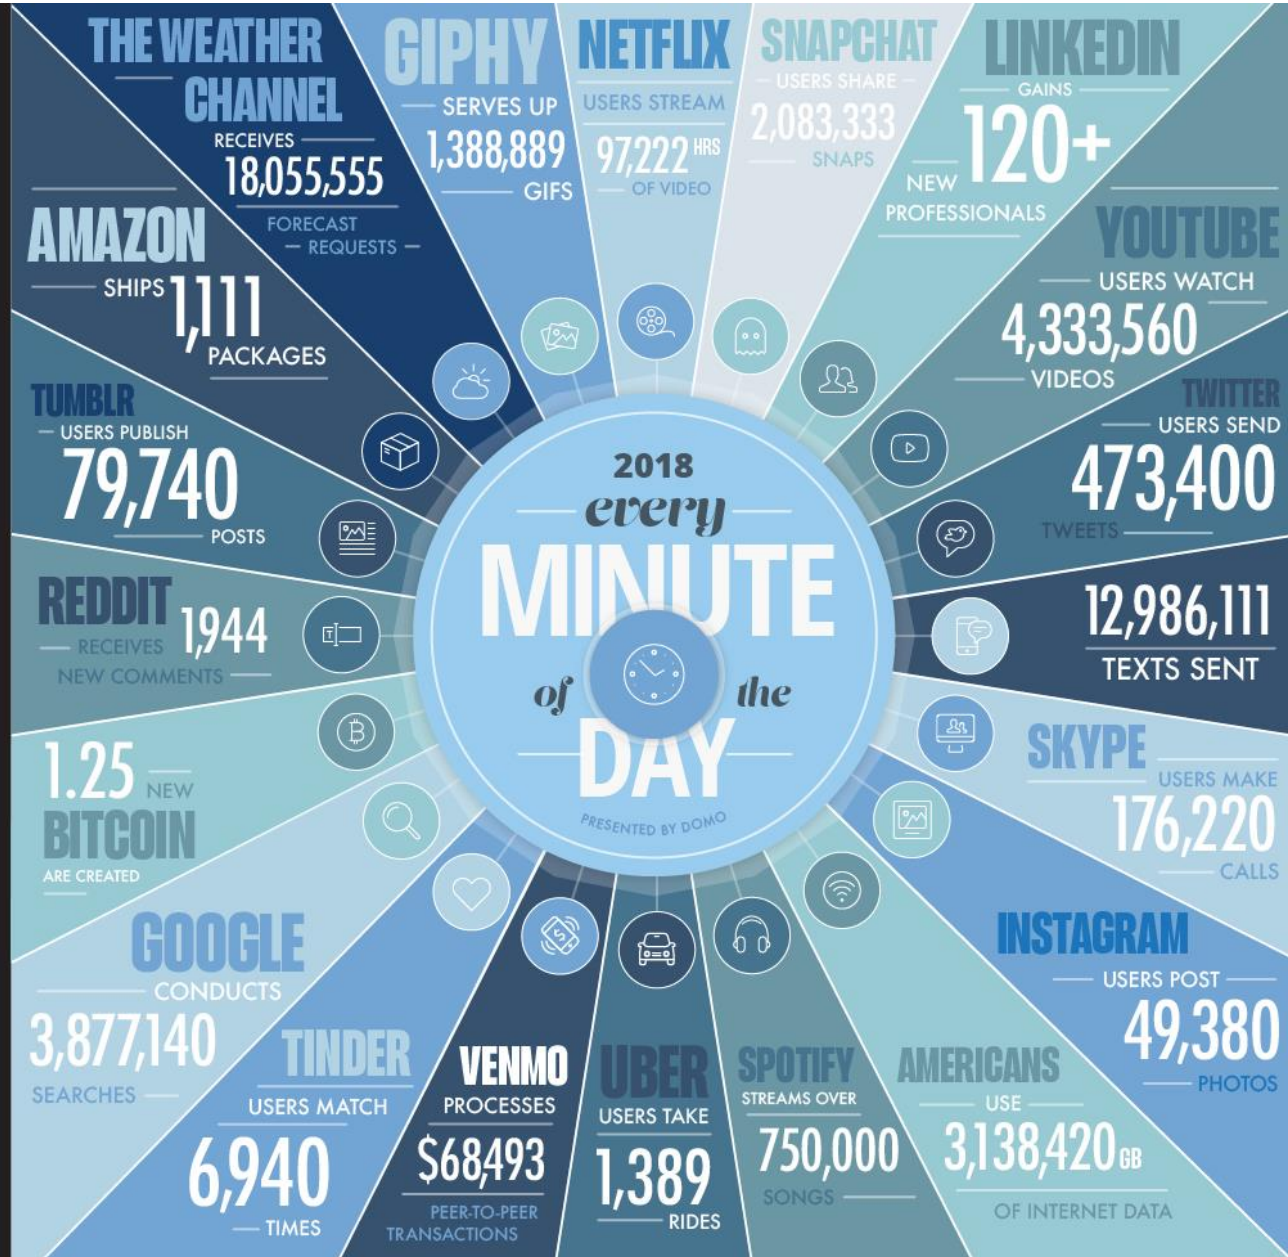 2018
every
MINUTE
of the
DAY
PRESENTED BY DOMO
THE WEATHER
CHANNEL
RECEIVES
18,055,555
FORECAST
REQUESTS
GIPHY
SERVES UP
1,388,889
GIFS
NETFLIX
USERS STREAM
97,222 HRS
OF VIDEO
SNAPCHAT
USERS SHARE
2,083,333
SNAPS
LINKEDIN
GAINS
120+
NEW
PROFESSIONALS
YOUTUBE
USERS WATCH
4,333,560
VIDEOS
TWITTER
USERS SEND
473,400
TWEETS
12,986,111
TEXTS SENT
SKYPE
USERS MAKE
176,220
CALLS
INSTAGRAM
USERS POST
49,380
PHOTOS
AMERICANS
USE
3,138,420 GB
OF INTERNET DATA
SPOTIFY
STREAMS OVER
750,000
SONGS
UBER
USERS TAKE
1,389
RIDES
VENMO
PROCESSES
$68,493
PEER-TO-PEER
TRANSACTIONS
TINDER
USERS MATCH
6,940
TIMES
GOOGLE
CONDUCTS
3,877,140
SEARCHES
1.25 NEW
BITCOIN
ARE CREATED
REDDIT
RECEIVES 1,944
NEW COMMENTS
TUMBLR
USERS PUBLISH
79,740
POSTS
AMAZON
SHIPS 1,111
PACKAGES